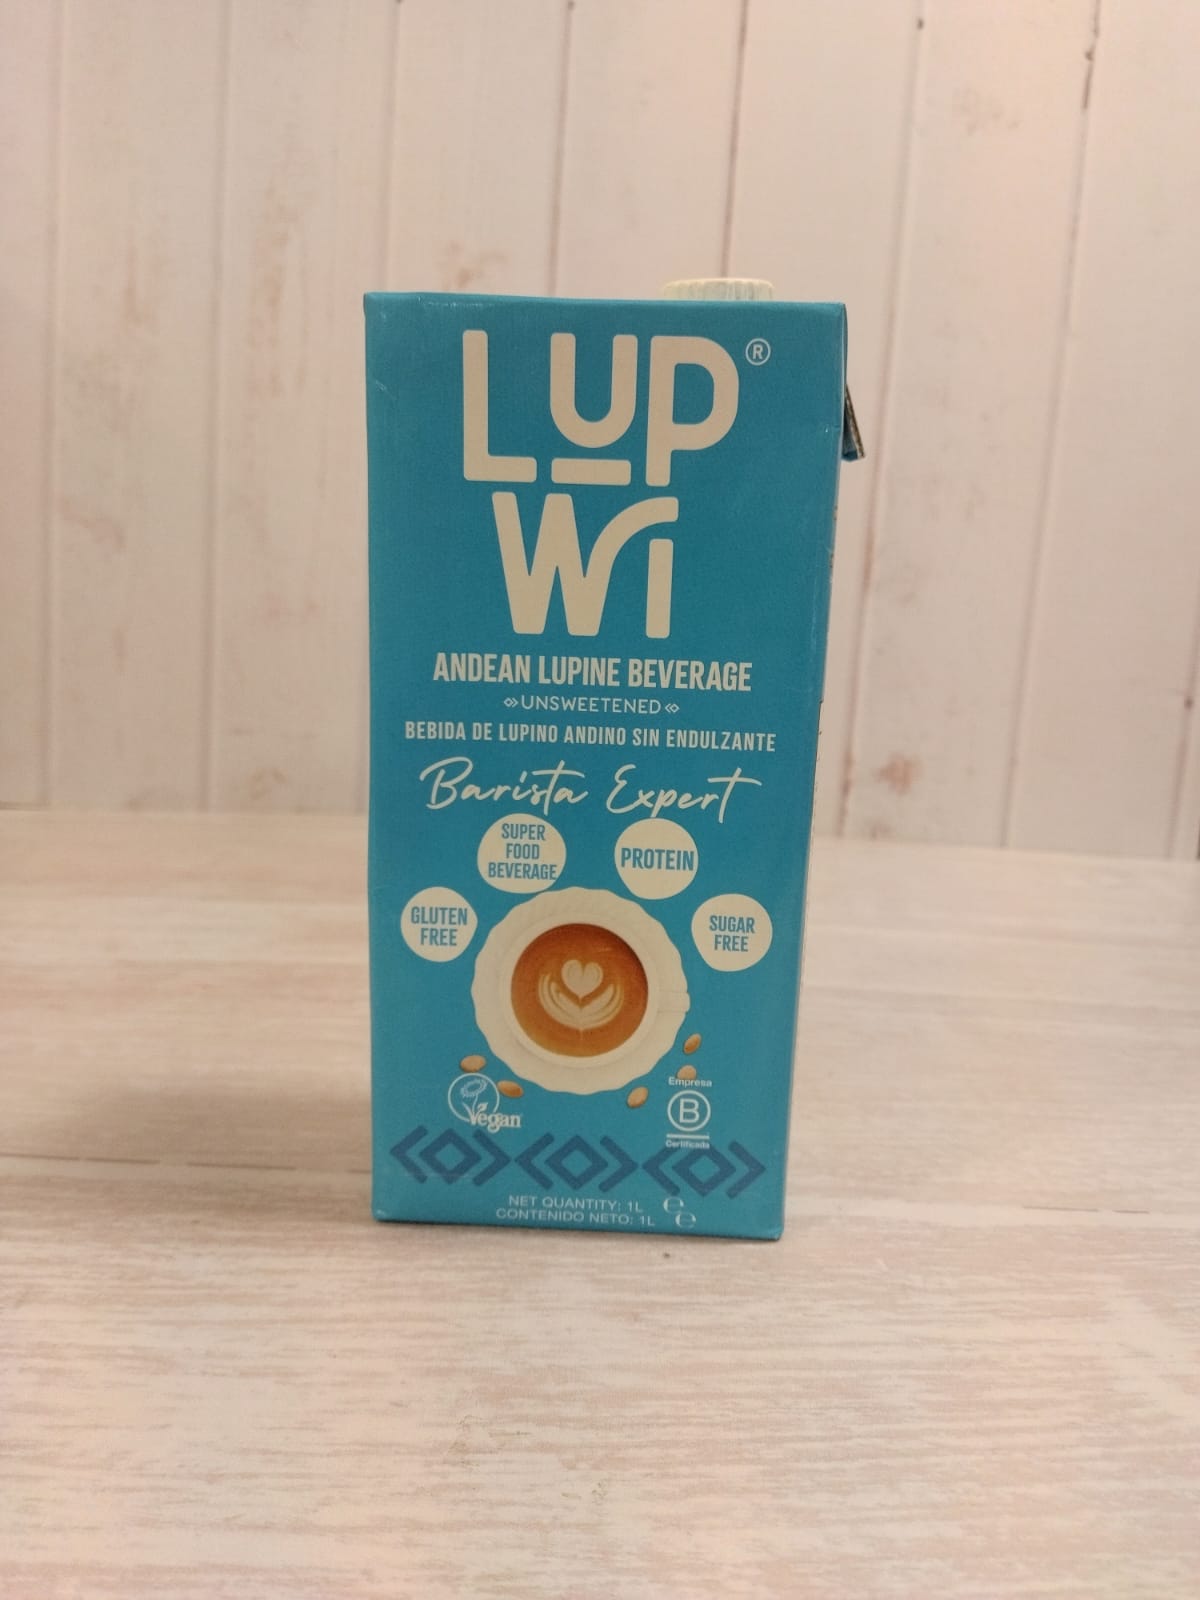 LUP®
Wi
ANDEAN LUPINE BEVERAGE
UNSWEETENED
BEBIDA DE LUPINO ANDINO SIN ENDULZANTE
Barista Expert
SUPER
FOOD
BEVERAGE
PROTEIN
GLUTEN
FREE
SUGAR
FREE
Vegan
Empresa
B
Certificada
NET QUANTITY: 1L ℮
CONTENIDO NETO: 1L ℮